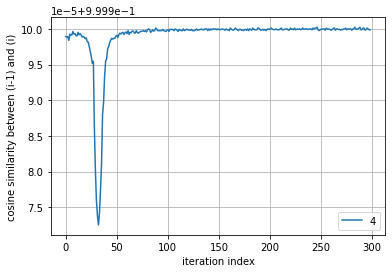 1e-5+9.999e-1
10.0
9.5
9.0
8.5
8.0
7.5
cosine similarity between (i-1) and (i)
0 50 100 150 200 250 300
iteration index
4